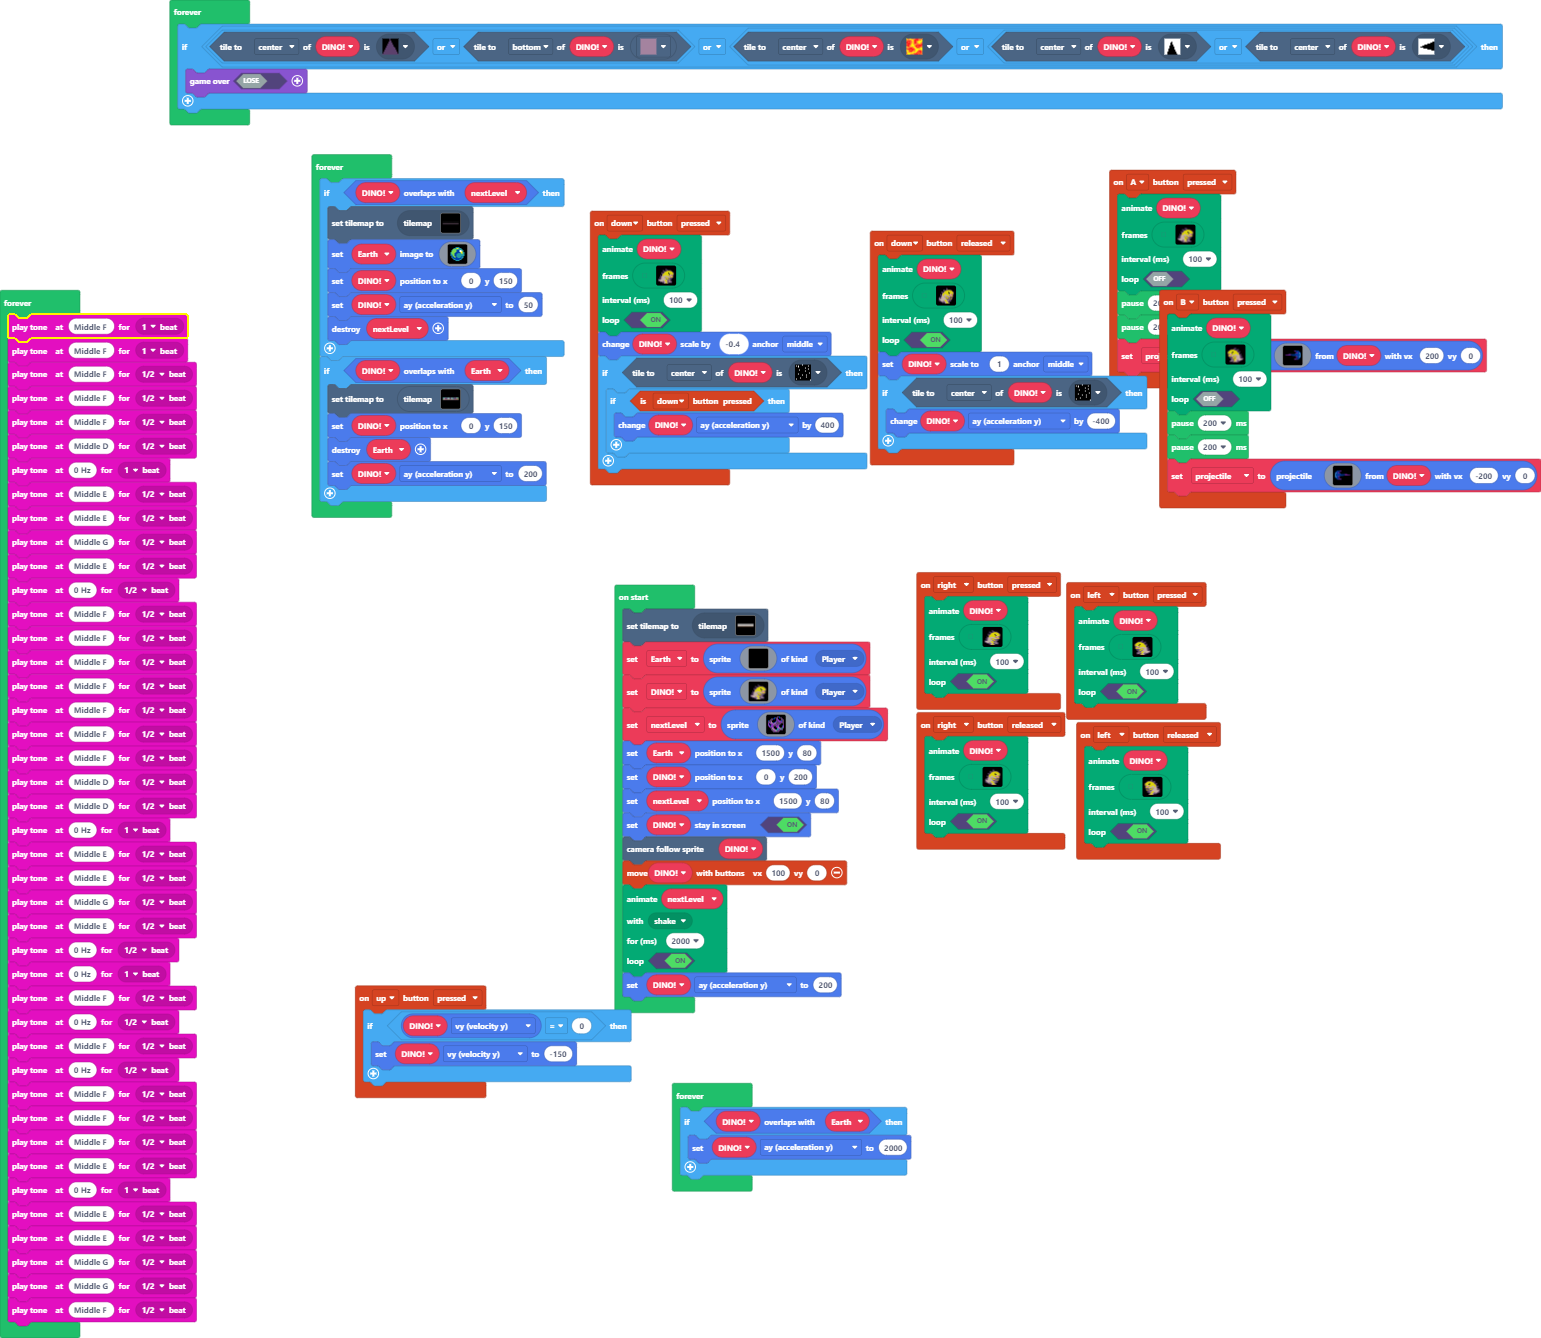 forever
if tile to center of DINO! is or tile to bottom of DINO! is or tile to center of DINO! is or tile to center of DINO! is or tile to center of DINO! is then
game over LOSE
forever
if DINO! overlaps with nextLevel then
set tilemap to tilemap
set Earth image to
set DINO! position to x 0 y 150
set DINO! ay (acceleration y) to 50
destroy nextLevel
if DINO! overlaps with Earth then
set tilemap to tilemap
set DINO! position to x 0 y 150
destroy Earth
set DINO! ay (acceleration y) to 200
on down button pressed
animate DINO!
frames
interval (ms) 100
loop ON
change DINO! scale by -0.4 anchor middle
if tile to center of DINO! is then
if is down button pressed then
change DINO! ay (acceleration y) by 400
on down button released
animate DINO!
frames
interval (ms) 100
loop ON
set DINO! scale to 1 anchor middle
if tile to center of DINO! is then
change DINO! ay (acceleration y) by -400
on A button pressed
animate DINO!
frames
interval (ms) 100
loop OFF
pause
pause
set from DINO! with vx 200 vy 0
on B button pressed
animate DINO!
frames
interval (ms) 100
loop OFF
pause 200 ms
pause 200 ms
set projectile to projectile from DINO! with vx -200 vy 0
forever
play tone at Middle F for 1 beat
play tone at Middle F for 1 beat
play tone at Middle F for 1/2 beat
play tone at Middle F for 1/2 beat
play tone at Middle F for 1/2 beat
play tone at Middle D for 1/2 beat
play tone at 0 Hz for 1 beat
play tone at Middle E for 1/2 beat
play tone at Middle E for 1/2 beat
play tone at Middle G for 1/2 beat
play tone at Middle E for 1/2 beat
play tone at 0 Hz for 1/2 beat
play tone at Middle F for 1/2 beat
play tone at Middle F for 1/2 beat
play tone at Middle F for 1/2 beat
play tone at Middle F for 1/2 beat
play tone at Middle F for 1/2 beat
play tone at Middle F for 1/2 beat
play tone at Middle F for 1/2 beat
play tone at Middle D for 1/2 beat
play tone at Middle D for 1/2 beat
play tone at 0 Hz for 1 beat
play tone at Middle E for 1/2 beat
play tone at Middle E for 1/2 beat
play tone at Middle G for 1/2 beat
play tone at Middle E for 1/2 beat
play tone at 0 Hz for 1/2 beat
play tone at 0 Hz for 1 beat
play tone at Middle F for 1/2 beat
play tone at 0 Hz for 1/2 beat
play tone at Middle F for 1/2 beat
play tone at 0 Hz for 1/2 beat
play tone at Middle F for 1/2 beat
play tone at Middle F for 1/2 beat
play tone at Middle F for 1/2 beat
play tone at Middle E for 1/2 beat
play tone at 0 Hz for 1 beat
play tone at Middle E for 1/2 beat
play tone at Middle E for 1/2 beat
play tone at Middle G for 1/2 beat
play tone at Middle G for 1/2 beat
play tone at Middle F for 1/2 beat
on start
set tilemap to tilemap
set Earth to sprite of kind Player
set DINO! to sprite of kind Player
set nextLevel to sprite of kind Player
set Earth position to x 1500 y 80
set DINO! position to x 0 y 200
set nextLevel position to x 1500 y 80
set DINO! stay in screen ON
camera follow sprite DINO!
move DINO! with buttons vx 100 vy 0
animate nextLevel
with shake
for (ms) 2000
loop ON
set DINO! ay (acceleration y) to 200
on right button pressed
animate DINO!
frames
interval (ms) 100
loop ON
on left button pressed
animate DINO!
frames
interval (ms) 100
loop ON
on right button released
animate DINO!
frames
interval (ms) 100
loop ON
on left button released
animate DINO!
frames
interval (ms) 100
loop ON
on up button pressed
if DINO! vy (velocity y) = 0 then
set DINO! vy (velocity y) to -150
forever
if DINO! overlaps with Earth then
set DINO! ay (acceleration y) to 2000